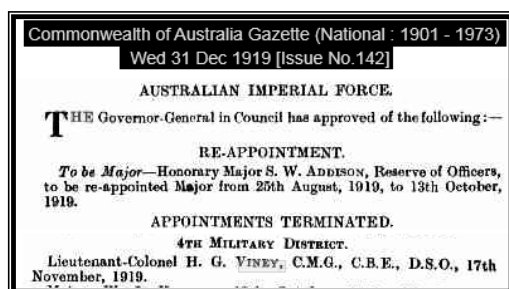 Commonwealth of Australia Gazette (National : 1901 - 1973)
Wed 31 Dec 1919 [Issue No.142]
AUSTRALIAN IMPERIAL FORCE.
THE Governor-General in Council has approved of the following:—
RE-APPOINTMENT.
To be Major—Honorary Major S. W. ADDISON, Reserve of Officers,
to be re-appointed Major from 25th August, 1919, to 13th October,
1919.
APPOINTMENTS TERMINATED.
4TH MILITARY DISTRICT.
Lieutenant-Colonel H. G. VINEY, C.M.G., C.B.E., D.S.O., 17th
November, 1919.